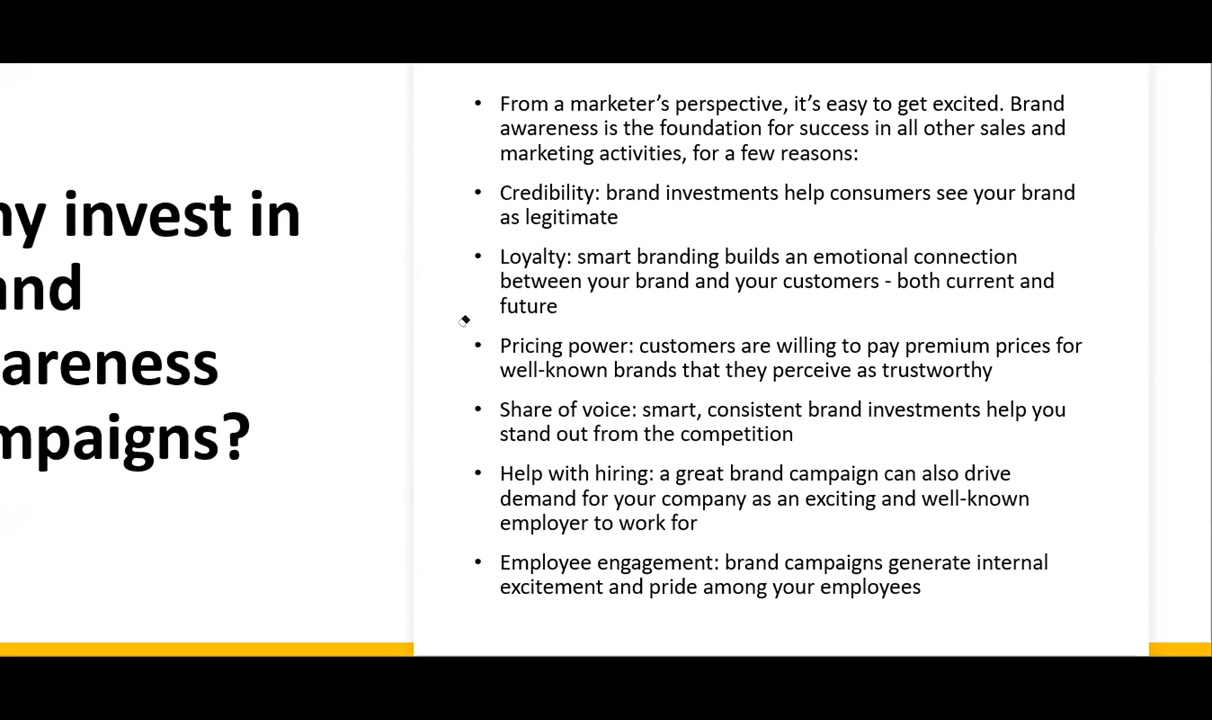 ny invest in
and
areness
mpaigns?
• From a marketer’s perspective, it’s easy to get excited. Brand
awareness is the foundation for success in all other sales and
marketing activities, for a few reasons:
• Credibility: brand investments help consumers see your brand
as legitimate
• Loyalty: smart branding builds an emotional connection
between your brand and your customers - both current and
future
• Pricing power: customers are willing to pay premium prices for
well-known brands that they perceive as trustworthy
• Share of voice: smart, consistent brand investments help you
stand out from the competition
• Help with hiring: a great brand campaign can also drive
demand for your company as an exciting and well-known
employer to work for
• Employee engagement: brand campaigns generate internal
excitement and pride among your employees